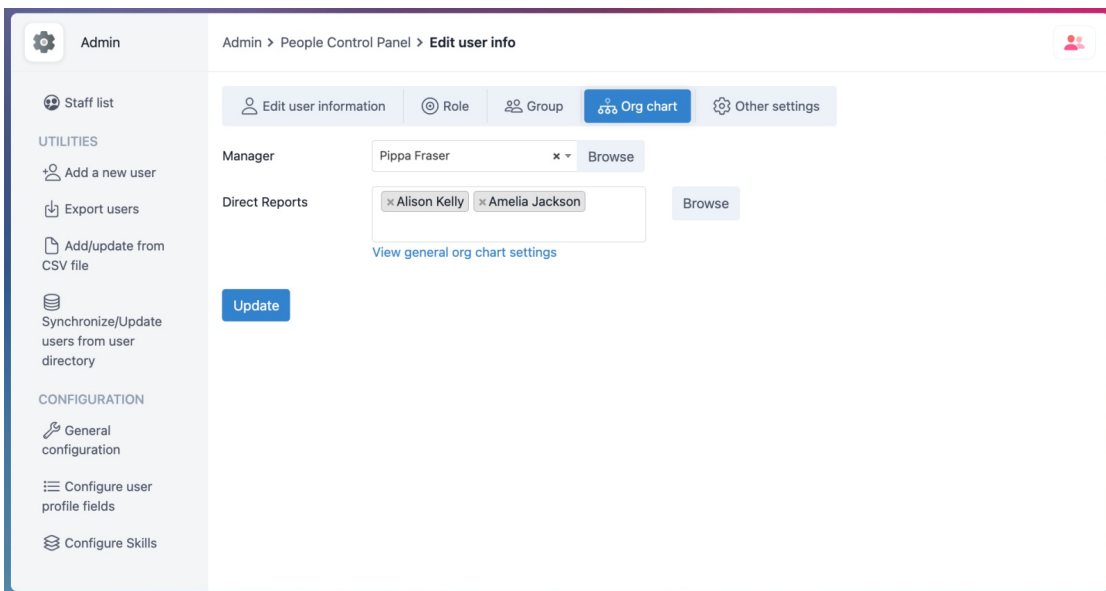 Admin
Admin > People Control Panel > Edit user info
Staff list
UTILITIES
Add a new user
Export users
Add/update from
CSV file
Synchronize/Update
users from user
directory
CONFIGURATION
General
configuration
Configure user
profile fields
Configure Skills
Edit user information
Role
Group
Org chart
Other settings
Manager
Pippa Fraser
× Browse
Direct Reports
× Alison Kelly × Amelia Jackson
Browse
View general org chart settings
Update